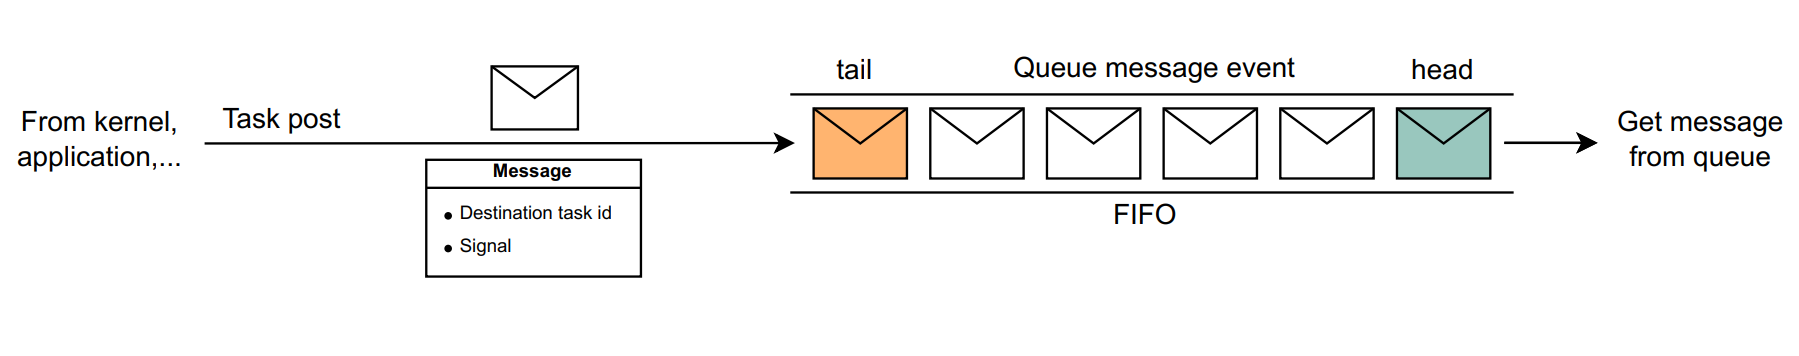 From kernel,
application,...
Task post
Message
Destination task id
Signal
tail
Queue message event
head
FIFO
Get message
from queue